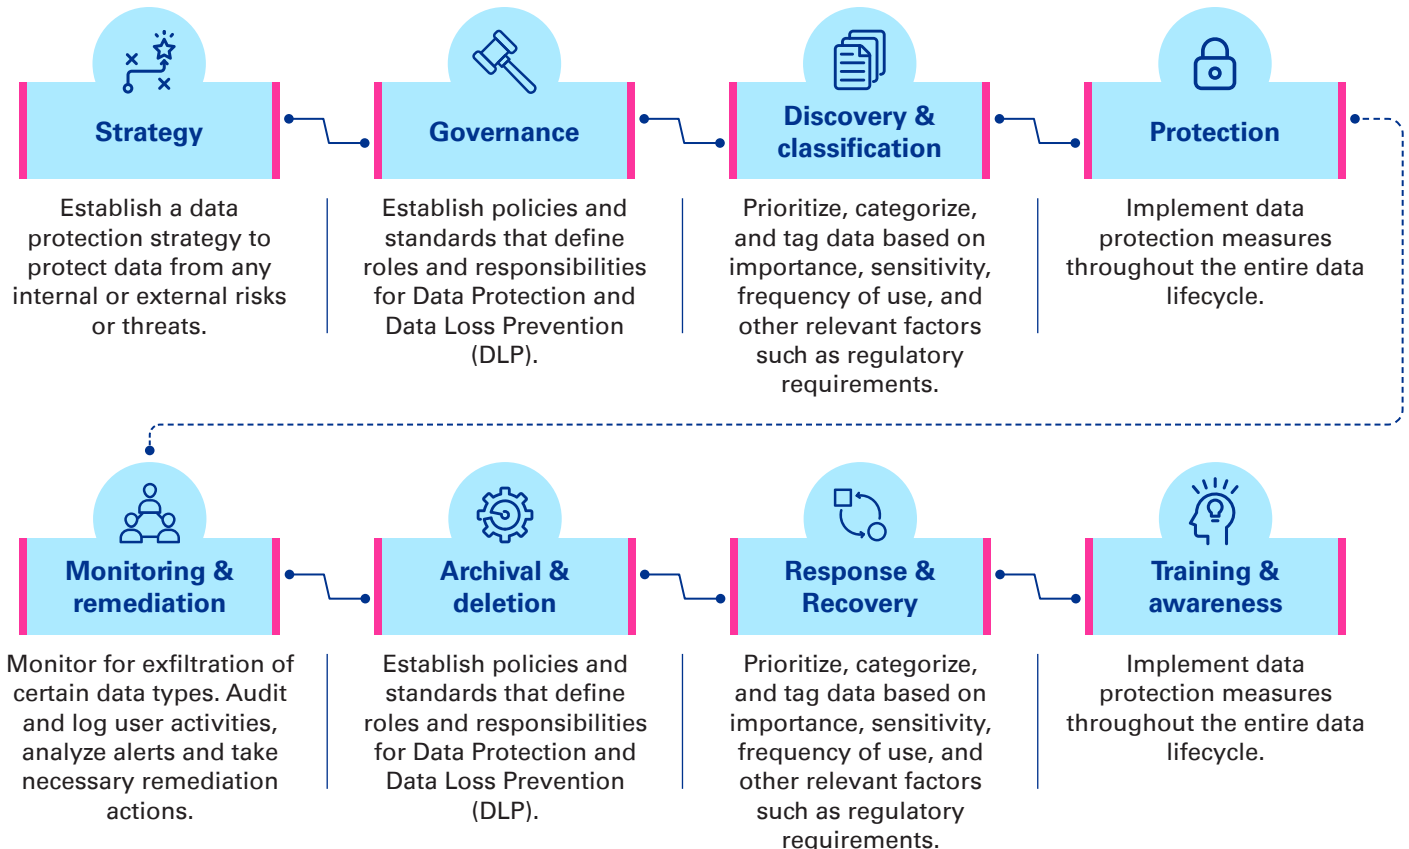 Strategy
Establish a data
protection strategy to
protect data from any
internal or external risks
or threats.
Governance
Establish policies and
standards that define
roles and responsibilities
for Data Protection and
Data Loss Prevention
(DLP).
Discovery &
classification
Prioritize, categorize,
and tag data based on
importance, sensitivity,
frequency of use, and
other relevant factors
such as regulatory
requirements.
Protection
Implement data
protection measures
throughout the entire data
lifecycle.
Monitoring &
remediation
Monitor for exfiltration of
certain data types. Audit
and log user activities,
analyze alerts and take
necessary remediation
actions.
Archival &
deletion
Establish policies and
standards that define
roles and responsibilities
for Data Protection and
Data Loss Prevention
(DLP).
Response &
Recovery
Prioritize, categorize,
and tag data based on
importance, sensitivity,
frequency of use, and
other relevant factors
such as regulatory
requirements.
Training &
awareness
Implement data
protection measures
throughout the entire data
lifecycle.